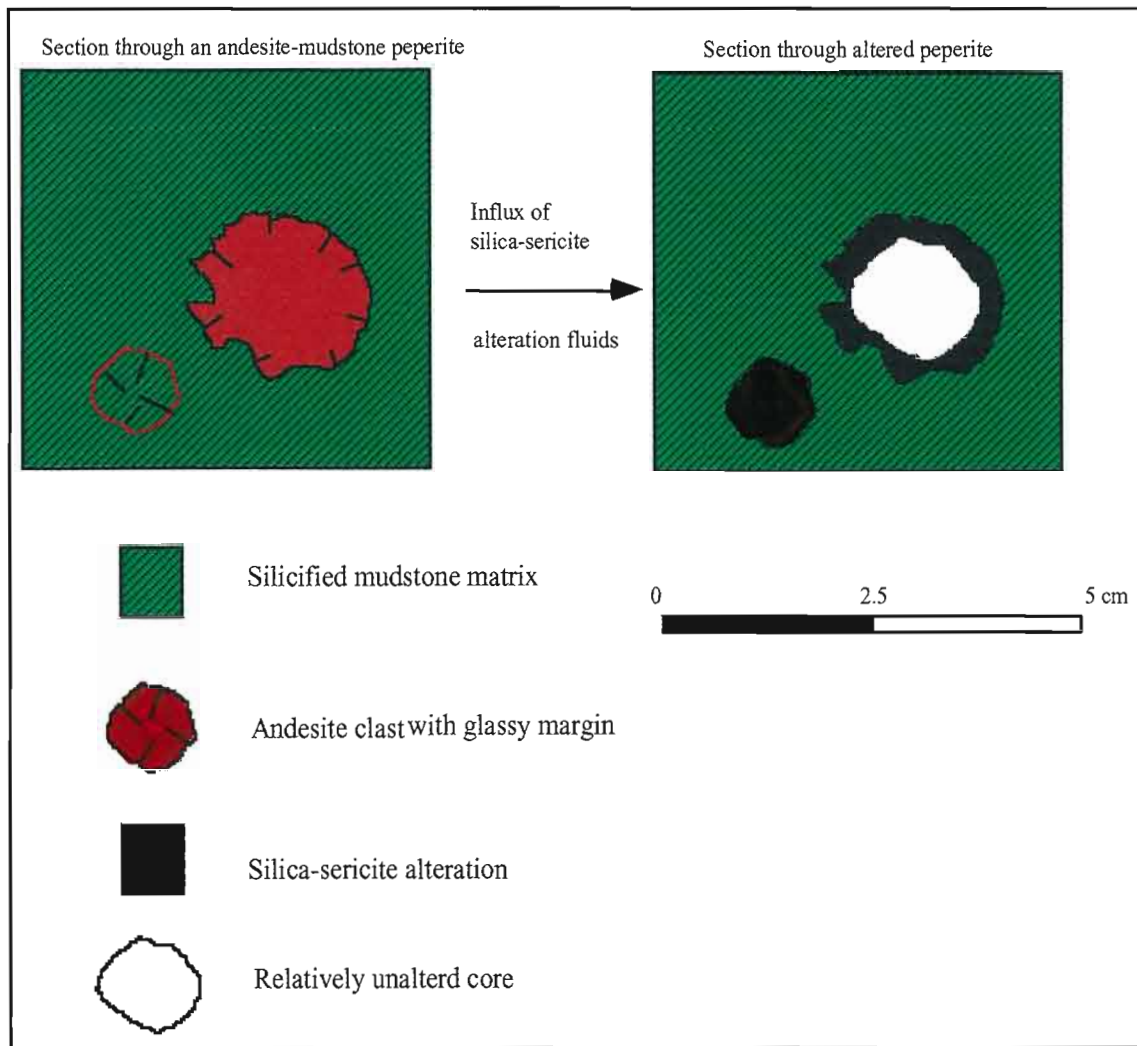 Section through an andesite-mudstone peperite
Section through altered peperite
Influx of
silica-sericite
alteration fluids
Silicified mudstone matrix
0 2.5 5 cm
Andesite clast with glassy margin
Silica-sericite alteration
Relatively unalterd core